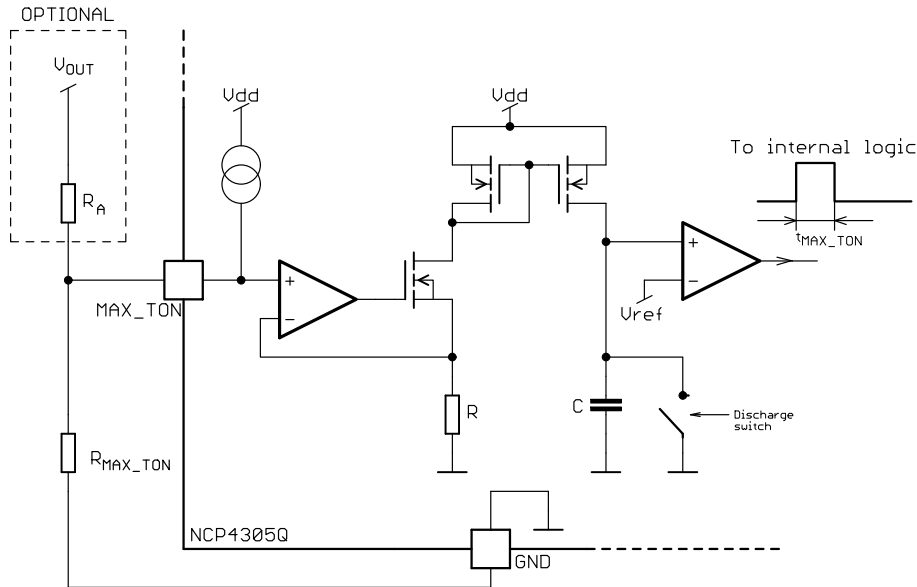 OPTIONAL
VOUT
RA
Vdd
Vdd
To internal logic
tMAX_TON
MAX_TON
+
−
+
−
Vref
R
C
Discharge
switch
RMAX_TON
NCP4305Q
GND